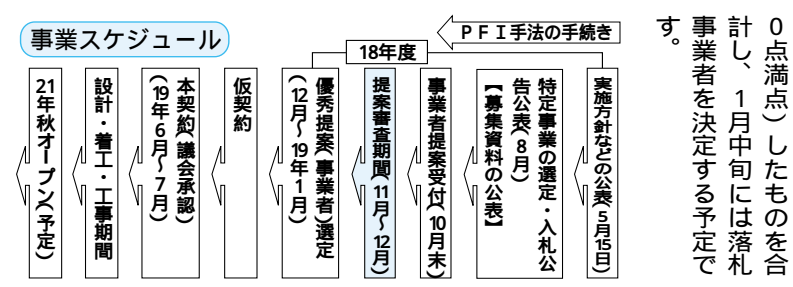 ０点満点）したものを合
計し、１月中旬には落札
事業者を決定する予定で
す。
事業スケジュール
ＰＦＩ手法の手続き
18年度
実施方針などの公表（５月15日）
特定事業の選定・入札公
告公表（８月）
【募集資料の公表】
事業者提案受付（10月末）
提案審査期間（11月～12月）
優秀提案（事業者）選定
（12月～19年１月）
仮契約
本契約（議会承認）
（19年６月～７月）
設計・着工・工事期間
21年秋オープン（予定）